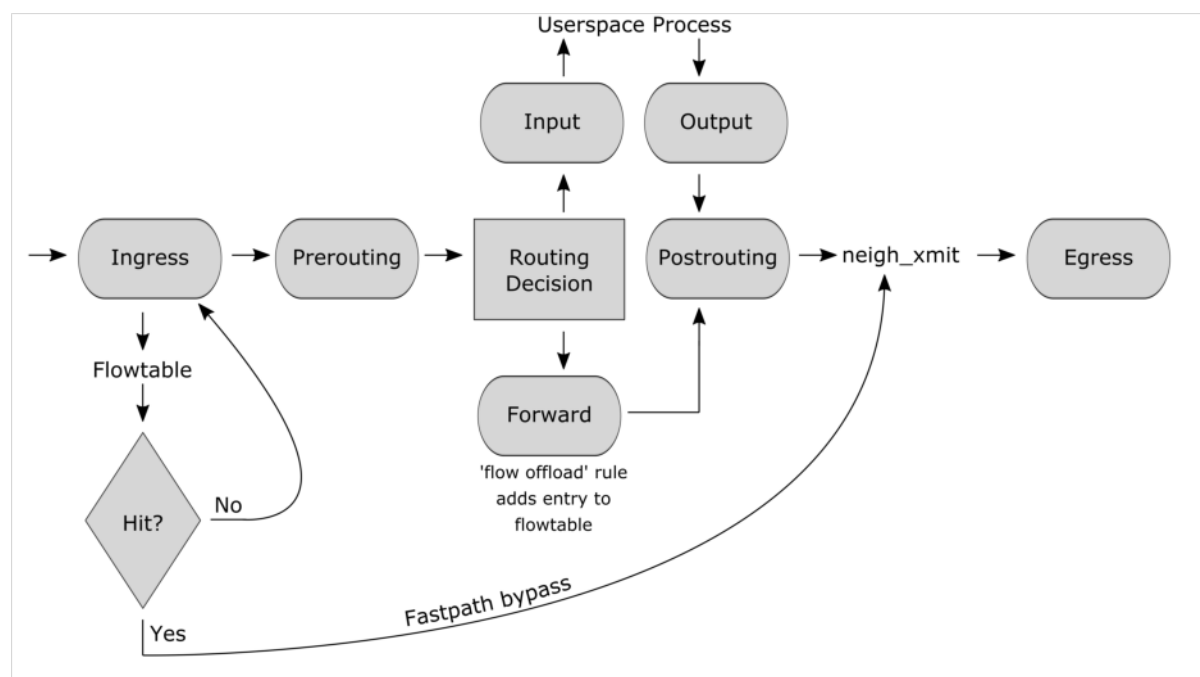 Userspace Process
Input
Output
Ingress
Prerouting
Routing
Decision
Postrouting
neigh_xmit
Egress
Flowtable
Forward
'flow offload' rule
adds entry to
flowtable
Hit?
No
Yes
Fastpath bypass